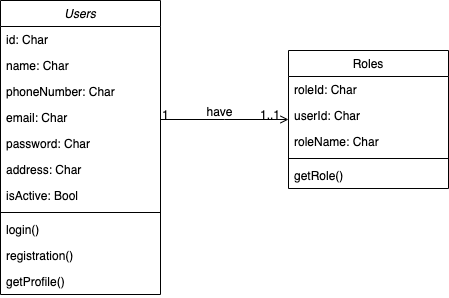 Users
id: Char
name: Char
phoneNumber: Char
email: Char
password: Char
address: Char
isActive: Bool
login()
registration()
getProfile()
1
have
1..1
Roles
roleId: Char
userId: Char
roleName: Char
getRole()